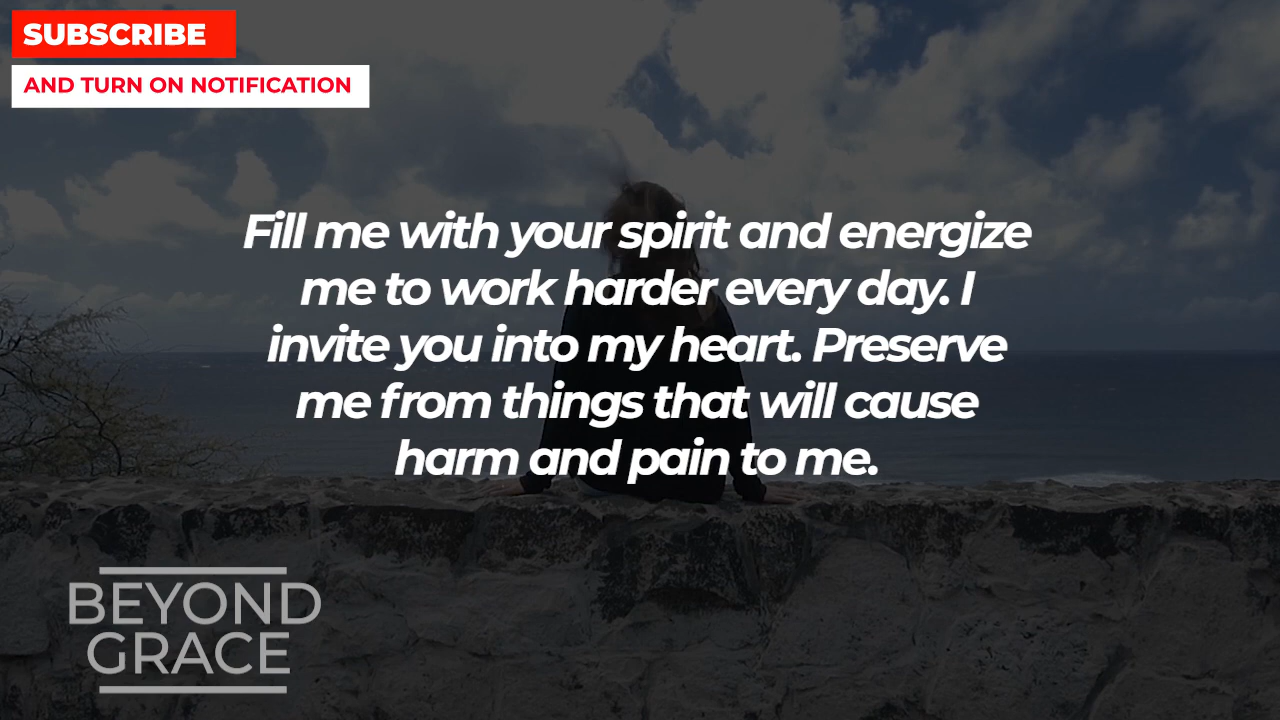 SUBSCRIBE
AND TURN ON NOTIFICATION
Fill me with your spirit and energize
me to work harder every day. I
invite you into my heart. Preserve
me from things that will cause
harm and pain to me.
BEYOND
GRACE